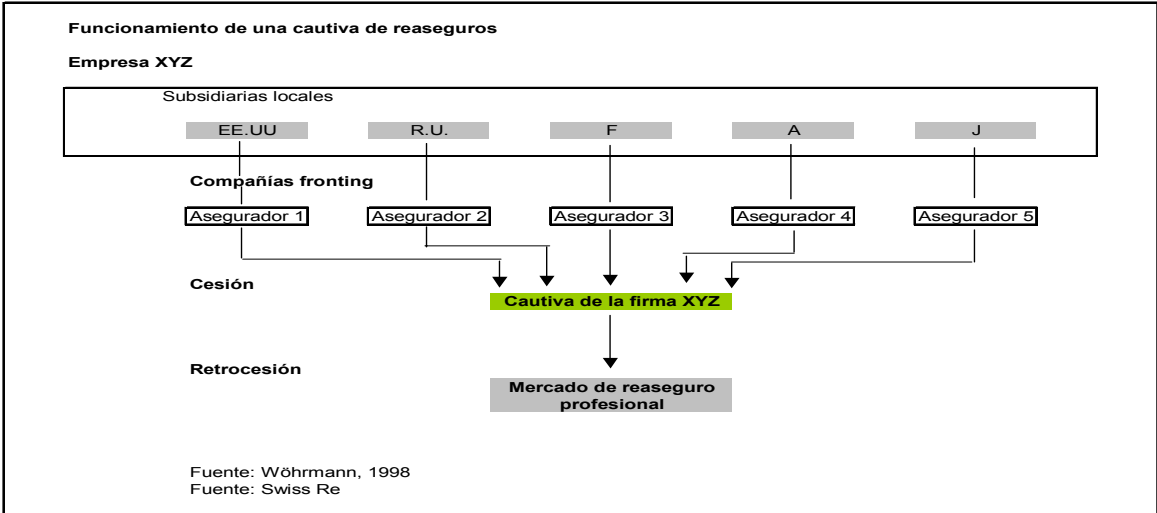 Funcionamiento de una cautiva de reaseguros
Empresa XYZ
Subsidiarias locales
EE.UU R.U. F A J
Compañías fronting
Asegurador 1 Asegurador 2 Asegurador 3 Asegurador 4 Asegurador 5
Cesión
Cautiva de la firma XYZ
Retrocesión
Mercado de reaseguro
profesional
Fuente: Wöhrmann, 1998
Fuente: Swiss Re